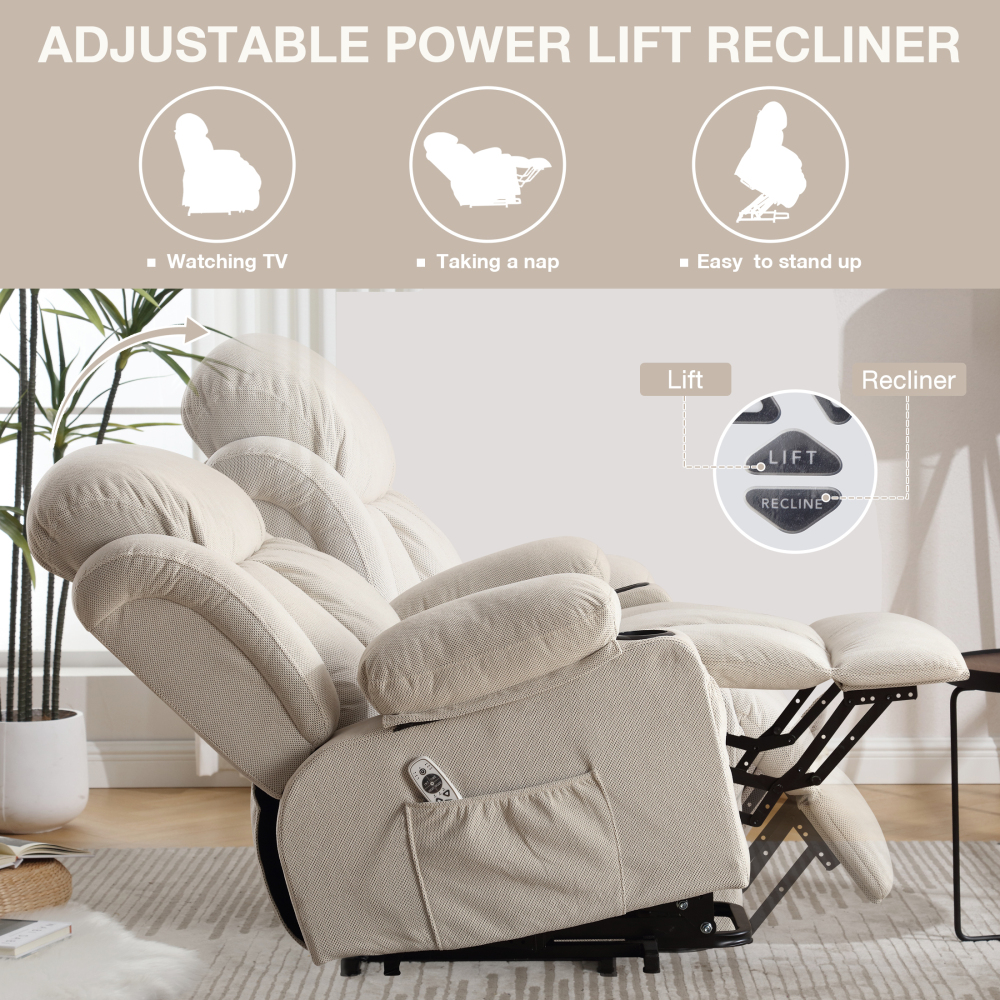 ADJUSTABLE POWER LIFT RECLINER
Watching TV
Taking a nap
Easy to stand up
Lift
Recliner
LIFT
RECLINE